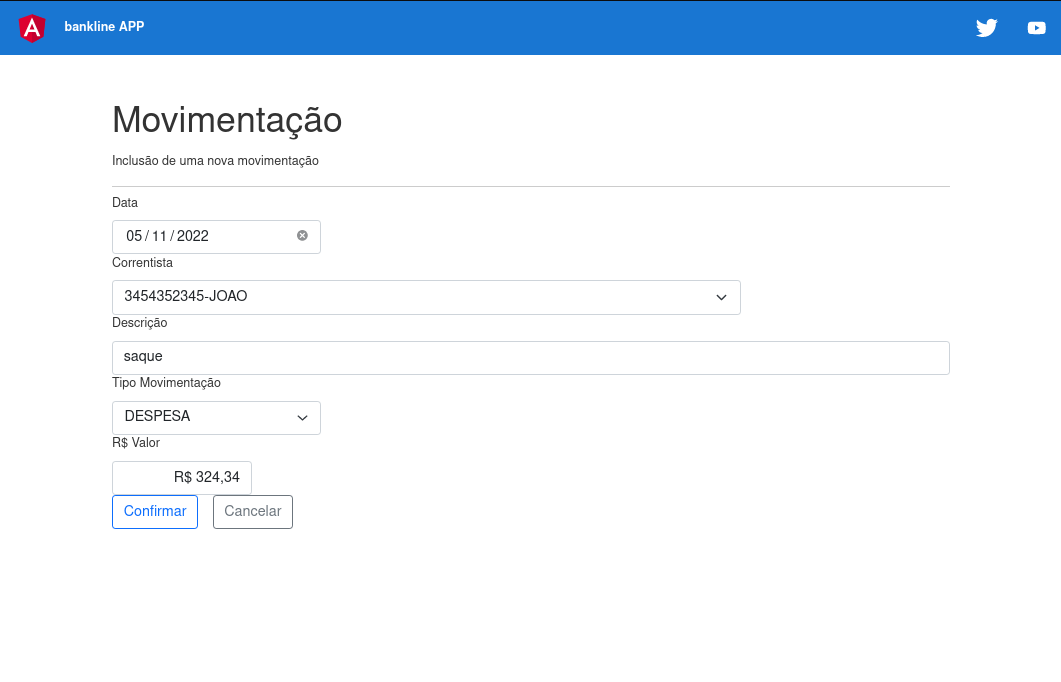 bankline APP
Movimentação
Inclusão de uma nova movimentação
Data
05 / 11 / 2022
Correntista
3454352345-JOAO
Descrição
saque
Tipo Movimentação
DESPESA
R$ Valor
R$ 324,34
Confirmar Cancelar